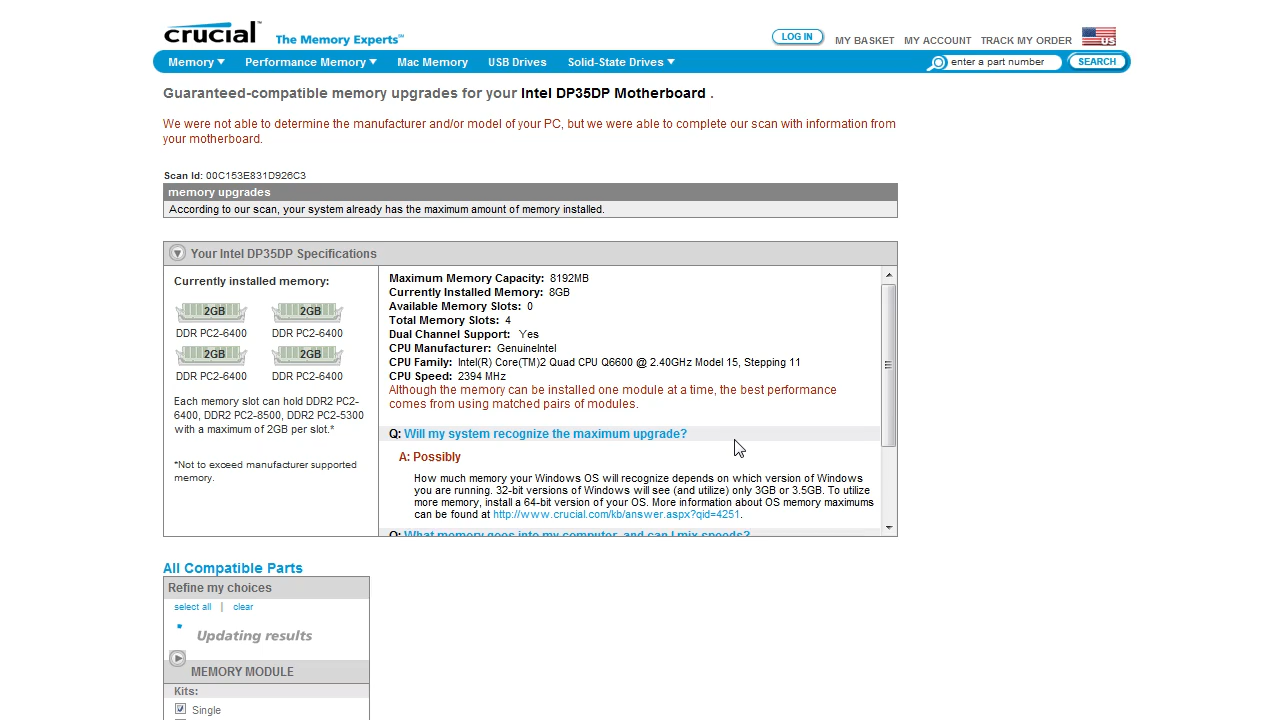 crucial™ The Memory Experts™
LOG IN MY BASKET MY ACCOUNT TRACK MY ORDER US
Memory Performance Memory Mac Memory USB Drives Solid-State Drives enter a part number SEARCH
Guaranteed-compatible memory upgrades for your Intel DP35DP Motherboard .
We were not able to determine the manufacturer and/or model of your PC, but we were able to complete our scan with information from
your motherboard.
Scan Id: 00C153E831D926C3
memory upgrades
According to our scan, your system already has the maximum amount of memory installed.
Your Intel DP35DP Specifications
Currently installed memory:
2GB 2GB
DDR PC2-6400 DDR PC2-6400
2GB 2GB
DDR PC2-6400 DDR PC2-6400
Each memory slot can hold DDR2 PC2-
6400, DDR2 PC2-8500, DDR2 PC2-5300
with a maximum of 2GB per slot.*
*Not to exceed manufacturer supported
memory.
Maximum Memory Capacity: 8192MB
Currently Installed Memory: 8GB
Available Memory Slots: 0
Total Memory Slots: 4
Dual Channel Support: Yes
CPU Manufacturer: GenuineIntel
CPU Family: Intel(R) Core(TM)2 Quad CPU Q6600 @ 2.40GHz Model 15, Stepping 11
CPU Speed: 2394 MHz
Although the memory can be installed one module at a time, the best performance
comes from using matched pairs of modules.
Q: Will my system recognize the maximum upgrade?
A: Possibly
How much memory your Windows OS will recognize depends on which version of Windows
you are running. 32-bit versions of Windows will see (and utilize) only 3GB or 3.5GB. To utilize
more memory, install a 64-bit version of your OS. More information about OS memory maximums
can be found at http://www.crucial.com/kb/answer.aspx?qid=4251.
Q: What memory goes into my computer, and can I mix speeds?
All Compatible Parts
Refine my choices
select all | clear
Updating results
MEMORY MODULE
Kits:
Single